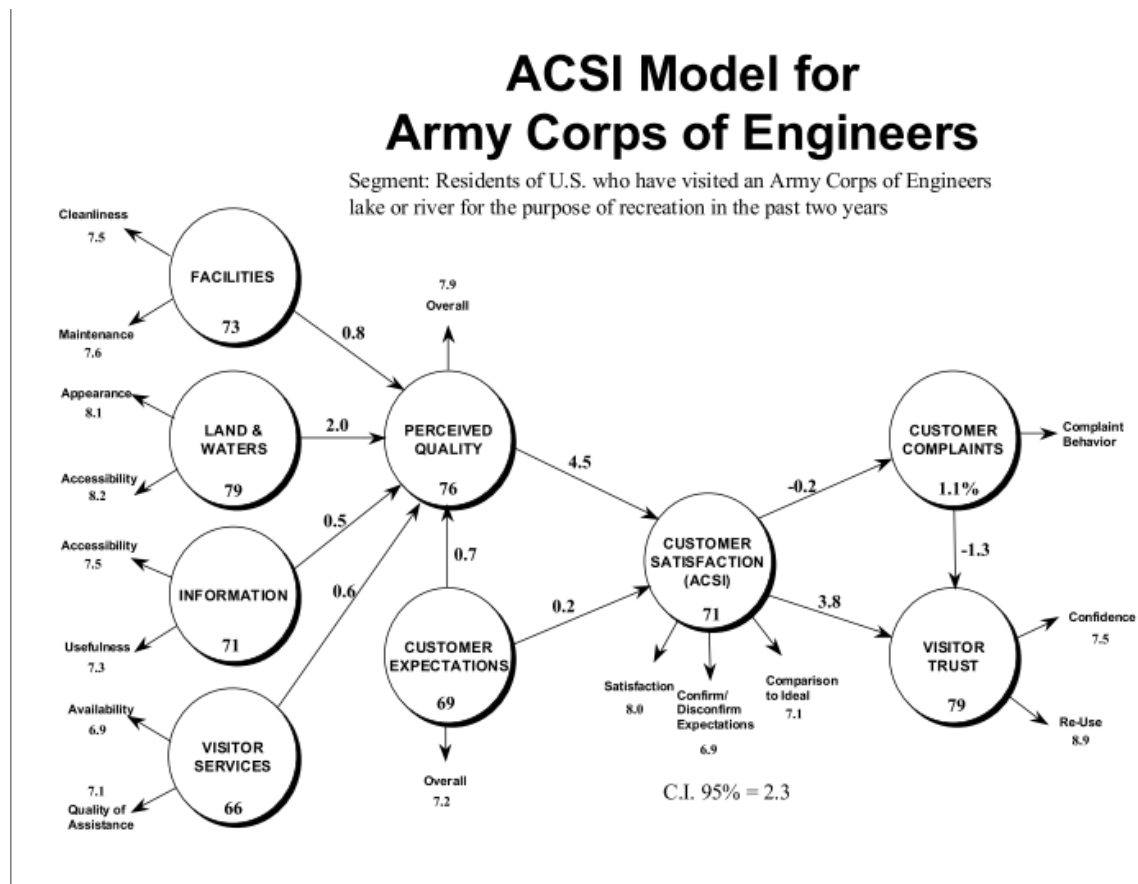 ACSI Model for
Army Corps of Engineers
Segment: Residents of U.S. who have visited an Army Corps of Engineers
lake or river for the purpose of recreation in the past two years
Cleanliness
7.5
FACILITIES
73
Maintenance
7.6
0.8
7.9
Overall
Appearance
8.1
LAND &
WATERS
79
Accessibility
8.2
2.0
PERCEIVED
QUALITY
76
4.5
CUSTOMER
COMPLAINTS
1.1%
Complaint
Behavior
-0.2
-1.3
Accessibility
7.5
INFORMATION
71
Usefulness
7.3
0.5
0.6
0.7
CUSTOMER
EXPECTATIONS
69
Overall
7.2
0.2
CUSTOMER
SATISFACTION
(ACSI)
71
3.8
Satisfaction
8.0
Confirm/
Disconfirm
Expectations
6.9
Comparison
to Ideal
7.1
VISITOR
TRUST
79
Confidence
7.5
Re-Use
8.9
Availability
6.9
VISITOR
SERVICES
66
7.1
Quality of
Assistance
C.I. 95% = 2.3